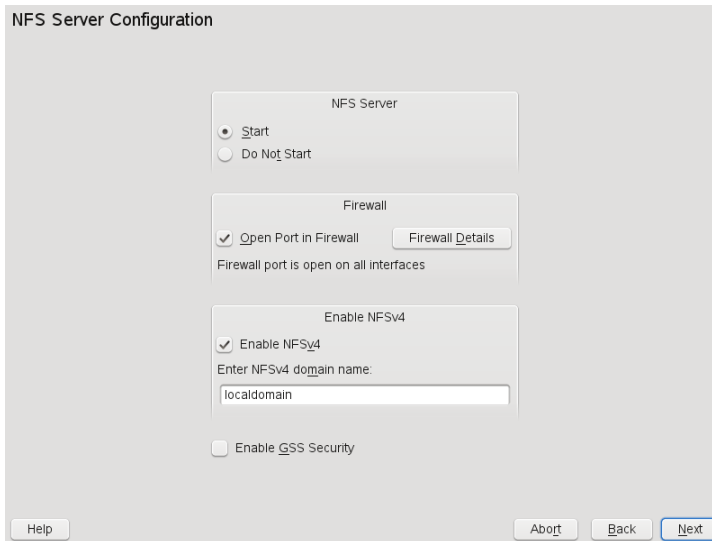 NFS Server Configuration
NFS Server
Start
Do Not Start
Firewall
Open Port in Firewall
Firewall Details
Firewall port is open on all interfaces
Enable NFSv4
Enable NFSv4
Enter NFSv4 domain name:
localdomain
Enable GSS Security
Help
Abort
Back
Next